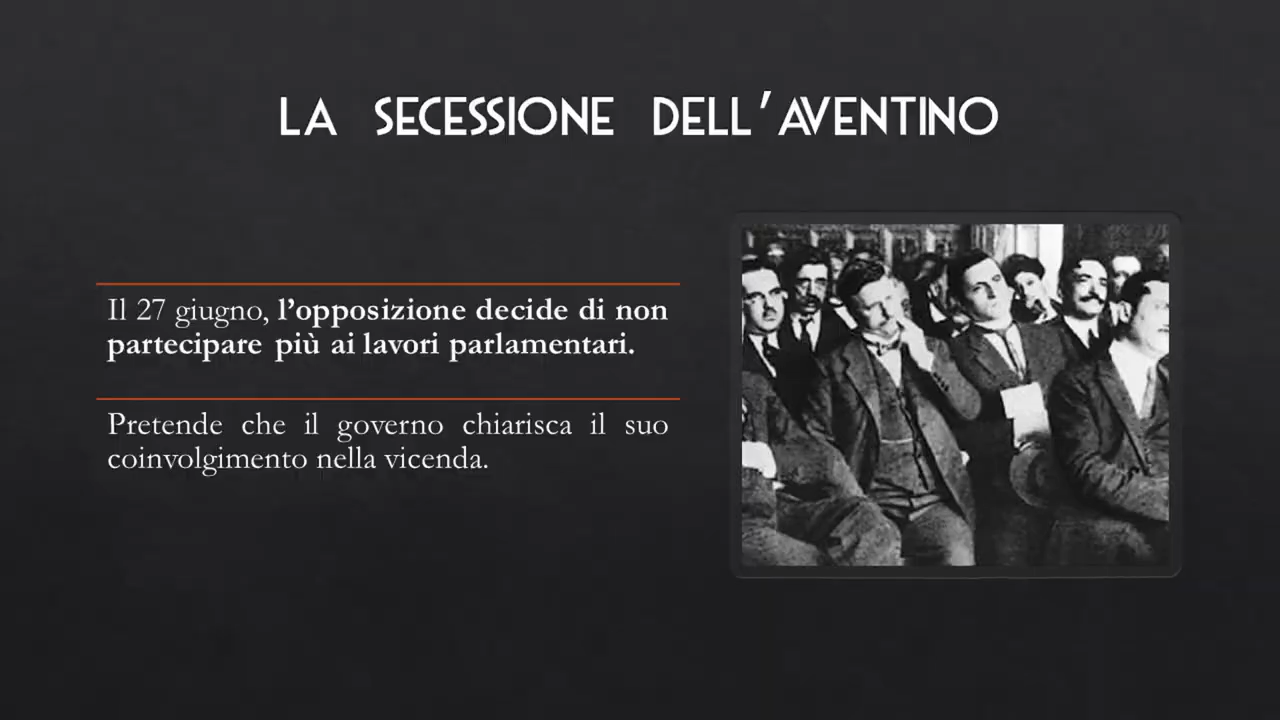 LA SECESSIONE DELL'AVENTINO
Il 27 giugno, l’opposizione decide di non
partecipare più ai lavori parlamentari.
Pretende che il governo chiarisca il suo
coinvolgimento nella vicenda.